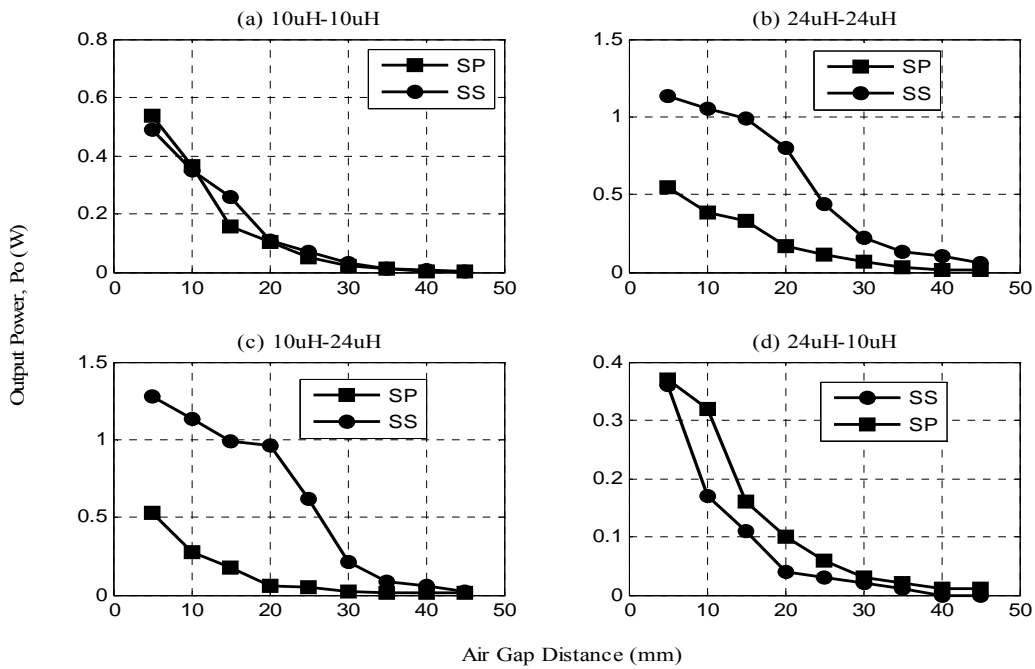 (a) 10uH-10uH
0.8
0.6
0.4
0.2
0
0 10 20 30 40 50
SP
SS
(b) 24uH-24uH
1.5
1
0.5
0
0 10 20 30 40 50
SP
SS
(c) 10uH-24uH
1.5
1
0.5
0
0 10 20 30 40 50
SP
SS
(d) 24uH-10uH
0.4
0.3
0.2
0.1
0
0 10 20 30 40 50
SS
SP
Output Power, Po (W)
Air Gap Distance (mm)